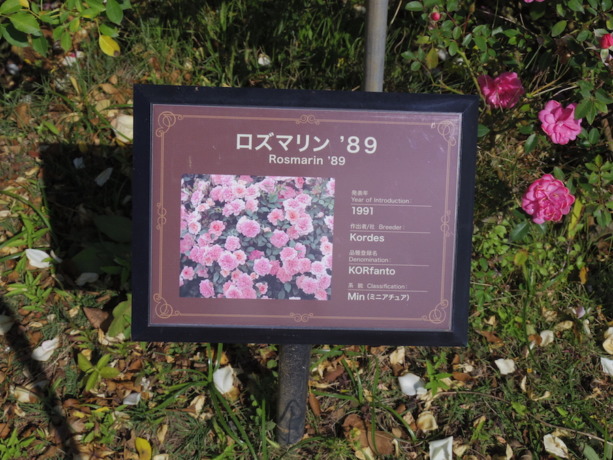 ロズマリン ’89
Rosmarin '89
発表年
Year of Introduction:
1991
作出者/社 Breeder:
Kordes
品種登録名
Denomination:
KORfanto
系 統 Classification:
Min (ミニアチュア)